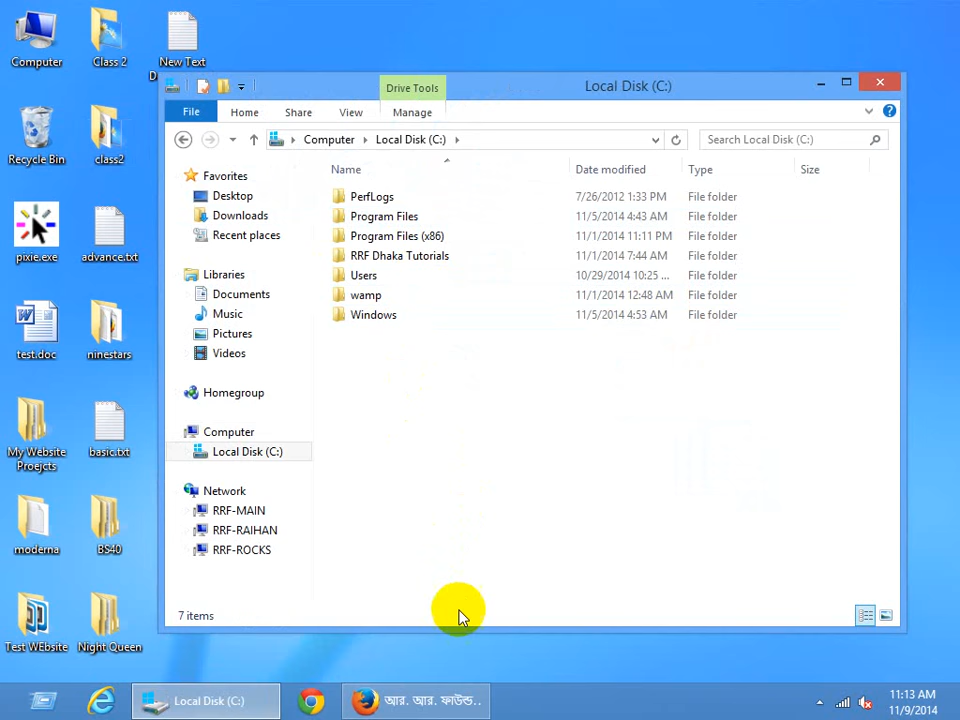 Computer
Class 2
New Text
D
Recycle Bin
class2
pixie.exe
advance.txt
test.doc
ninestars
My Website
Proejcts
basic.txt
moderna
BS40
Test WEbsite
Night Queen
Drive Tools
Local Disk (C:)
File
Home
Share
View
Manage
Computer
Local Disk (C:)
Search Local Disk (C:)
Name
Date modified
Type
Size
PerfLogs 7/26/2012 1:33 PM File folder
Program Files 11/5/2014 4:43 AM File folder
Program Files (x86) 11/1/2014 11:11 PM File folder
RRF Dhaka Tutorials 11/1/2014 7:44 AM File folder
Users 10/29/2014 10:25 ... File folder
wamp 11/1/2014 12:48 AM File folder
Windows 11/5/2014 4:53 AM File folder
Favorites
Desktop
Downloads
Recent places
Libraries
Documents
Music
Pictures
Videos
Homegroup
Computer
Local Disk (C:)
Network
RRF-MAIN
RRF-RAIHAN
RRF-ROCKS
7 items
Local Disk (C:)
আর. আর. ফাউন্ড..
11:13 AM
11/9/2014